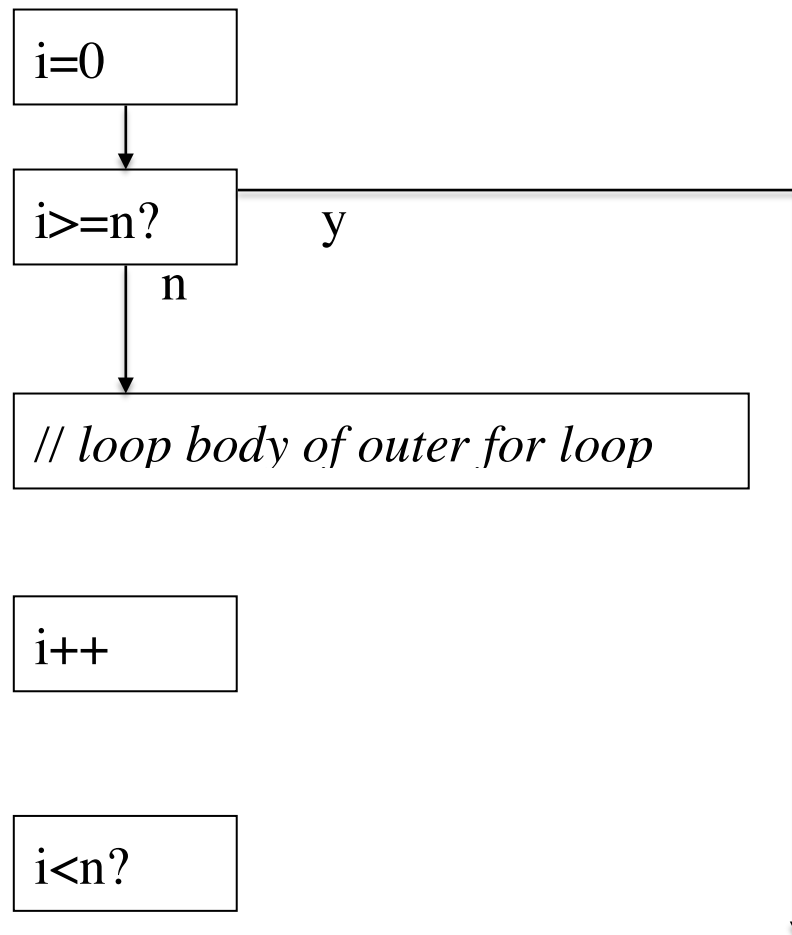 i=0
i>=n?
y
n
// loop body of outer for loop
i++
i<n?